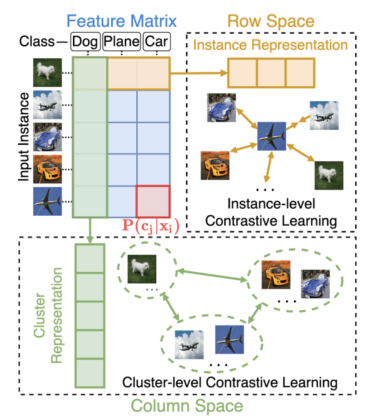 Feature Matrix
Row Space
Class
Dog
Plane
Car
Instance Representation
Input Instance
...
Instance-level
Contrastive Learning
P(c_j|x_i)
Cluster
Representation
...
...
...
Cluster-level Contrastive Learning
Column Space